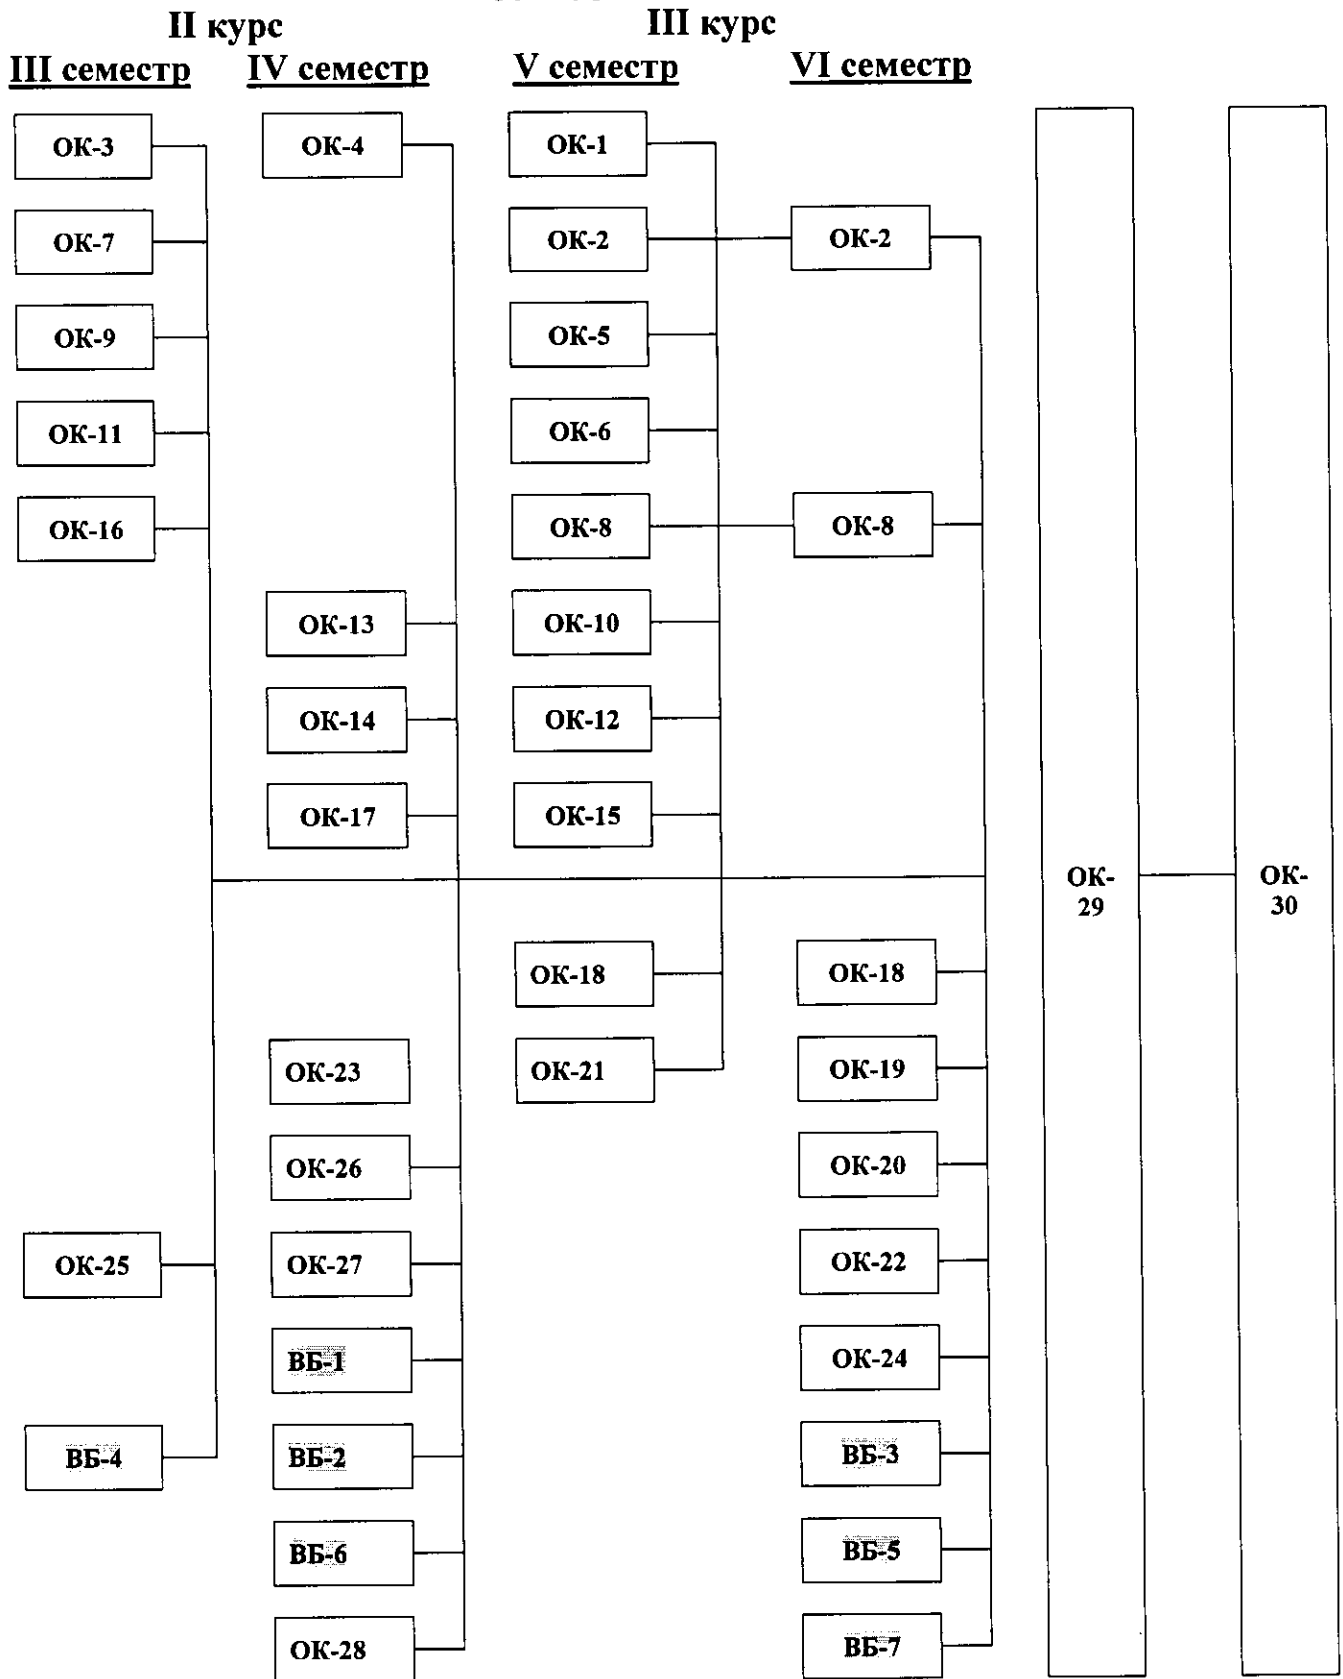 II курс III курс
III семестр IV семестр V семестр VI семестр
ОК-3 ОК-4 ОК-1
ОК-7 ОК-2 ОК-2
ОК-9 ОК-5
ОК-11 ОК-6
ОК-16 ОК-8 ОК-8
ОК-13 ОК-10
ОК-14 ОК-12
ОК-17 ОК-15
ОК- ОК-
29 30
ОК-18 ОК-18
ОК-23 ОК-21 ОК-19
ОК-26 ОК-20
ОК-25 ОК-27 ОК-22
ВБ-1 ОК-24
ВБ-4 ВБ-2 ВБ-3
ВБ-6 ВБ-5
ОК-28 ВБ-7